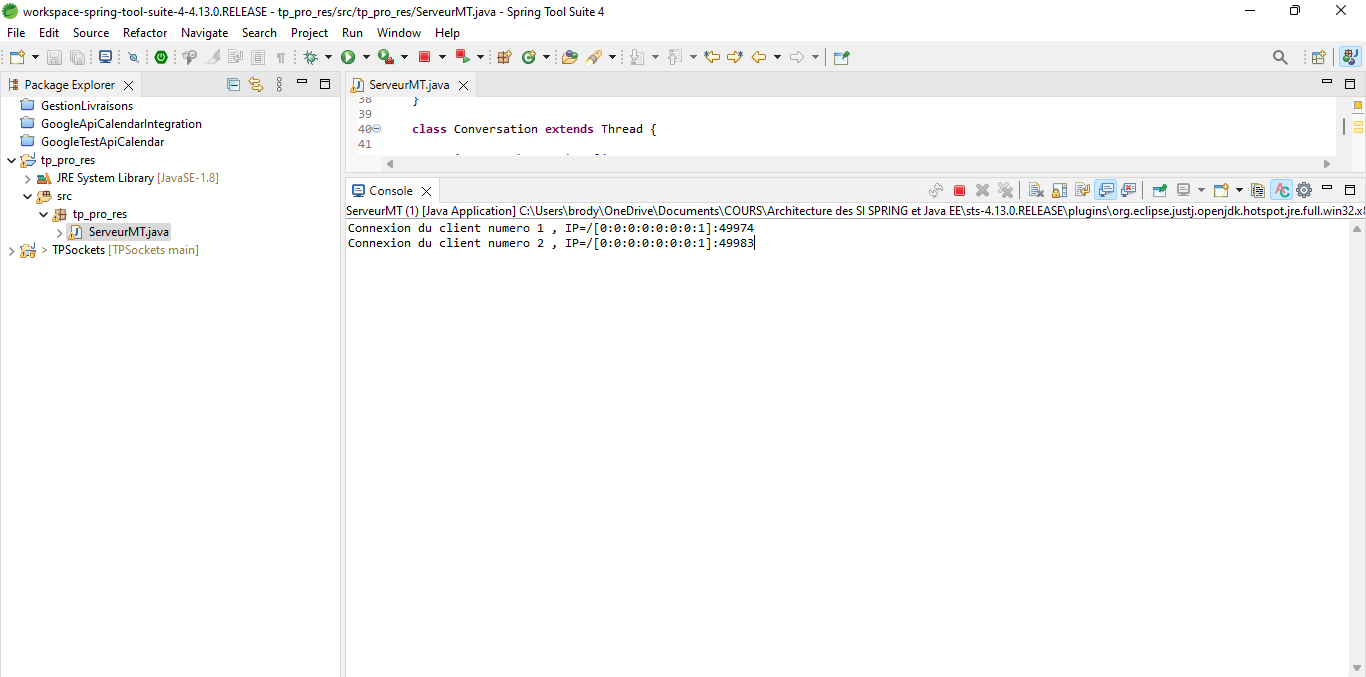 workspace-spring-tool-suite-4-4.13.0.RELEASE - tp_pro_res/src/tp_pro_res/ServeurMT.java - Spring Tool Suite 4
File Edit Source Refactor Navigate Search Project Run Window Help
Package Explorer
GestionLivraisons
GoogleApiCalendarIntegration
GoogleTestApiCalendar
tp_pro_res
JRE System Library [JavaSE-1.8]
src
tp_pro_res
ServeurMT.java
> TPSockets [TPSockets main]
ServeurMT.java
38 }
39
40 class Conversation extends Thread {
41
Console
ServeurMT (1) [Java Application] C:\Users\brody\OneDrive\Documents\COURS\Architecture des SI SPRING et Java EE\sts-4.13.0.RELEASE\plugins\org.eclipse.justj.openjdk.hotspot.jre.full.win32.x8
Connexion du client numero 1 , IP=/[0:0:0:0:0:0:0:1]:49974
Connexion du client numero 2 , IP=/[0:0:0:0:0:0:0:1]:49983